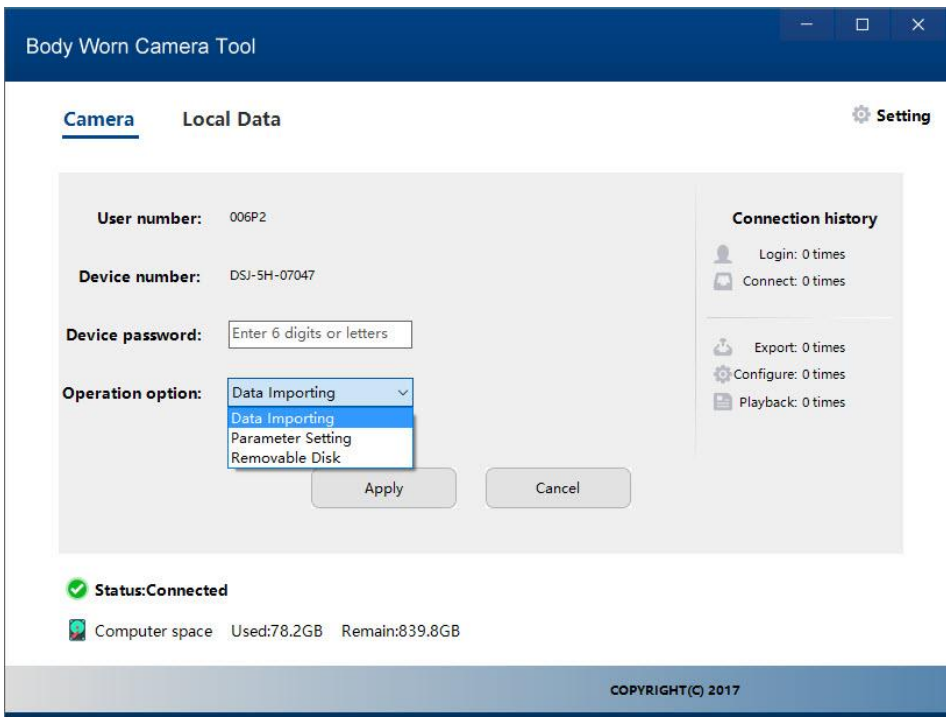 Body Worn Camera Tool
Camera
Local Data
Setting
User number: 006P2
Device number: DSJ-5H-07047
Device password: Enter 6 digits or letters
Operation option: Data Importing
Data Importing
Parameter Setting
Removable Disk
Apply
Cancel
Connection history
Login: 0 times
Connect: 0 times
Export: 0 times
Configure: 0 times
Playback: 0 times
Status:Connected
Computer space Used:78.2GB Remain:839.8GB
COPYRIGHT(C) 2017